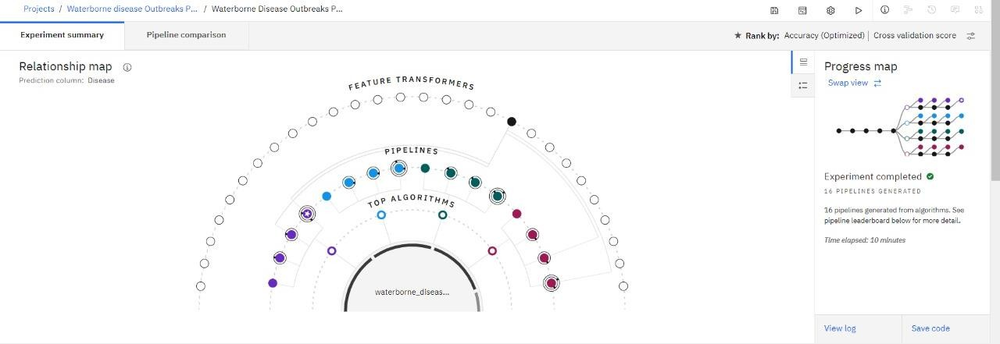 Projects / Waterborne disease Outbreaks P... / Waterborne Disease Outbreaks P...
Experiment summary
Pipeline comparison
Rank by: Accuracy (Optimized) | Cross validation score
Relationship map
Prediction column: Disease
FEATURE TRANSFORMERS
PIPELINES
TOP ALGORITHMS
waterborne_diseas...
Progress map
Swap view
Experiment completed
16 PIPELINES GENERATED
16 pipelines generated from algorithms. See
pipeline leaderboard below for more detail.
Time elapsed: 10 minutes
View log
Save code